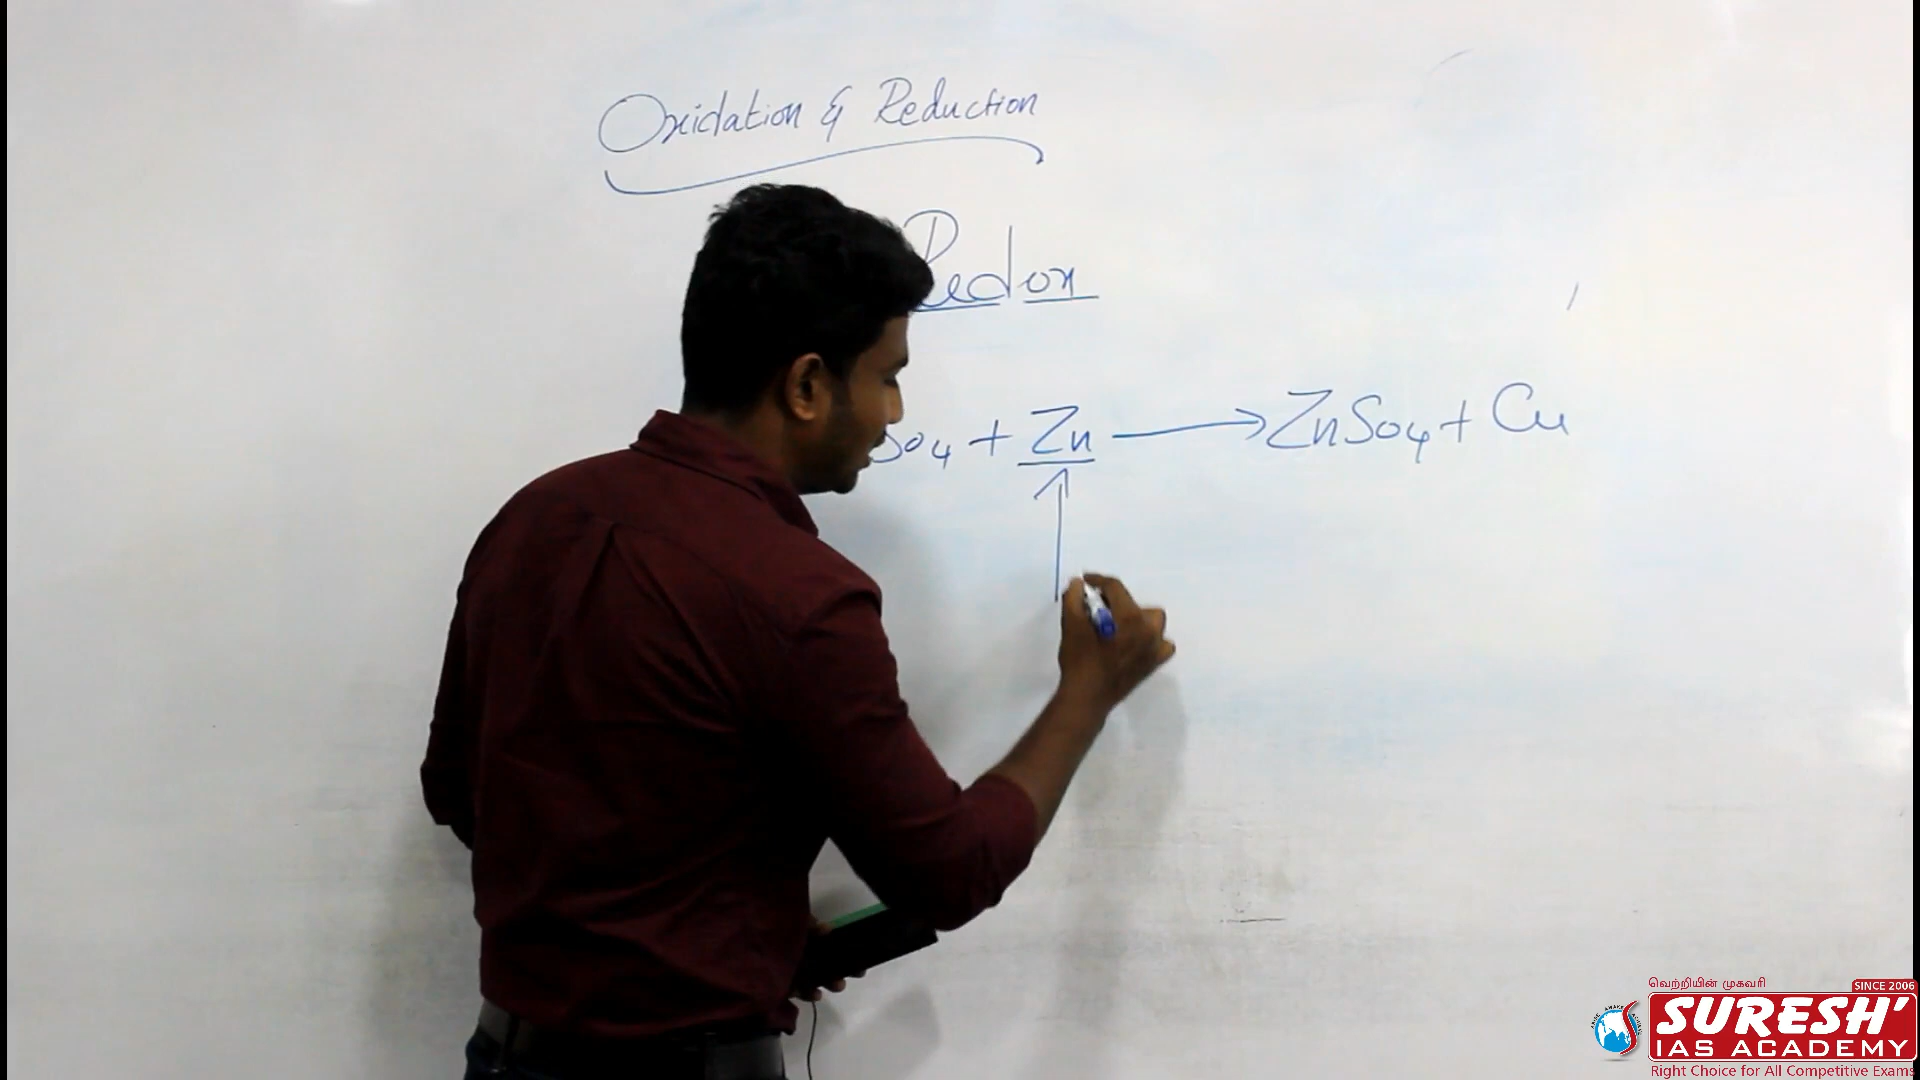 Oxidation & Reduction
Redox
SO4 + Zn → ZnSO4 + Cu
வெற்றியின் முகவரி
SINCE 2006
SURESH'
IAS ACADEMY
Right Choice for All Competitive Exams